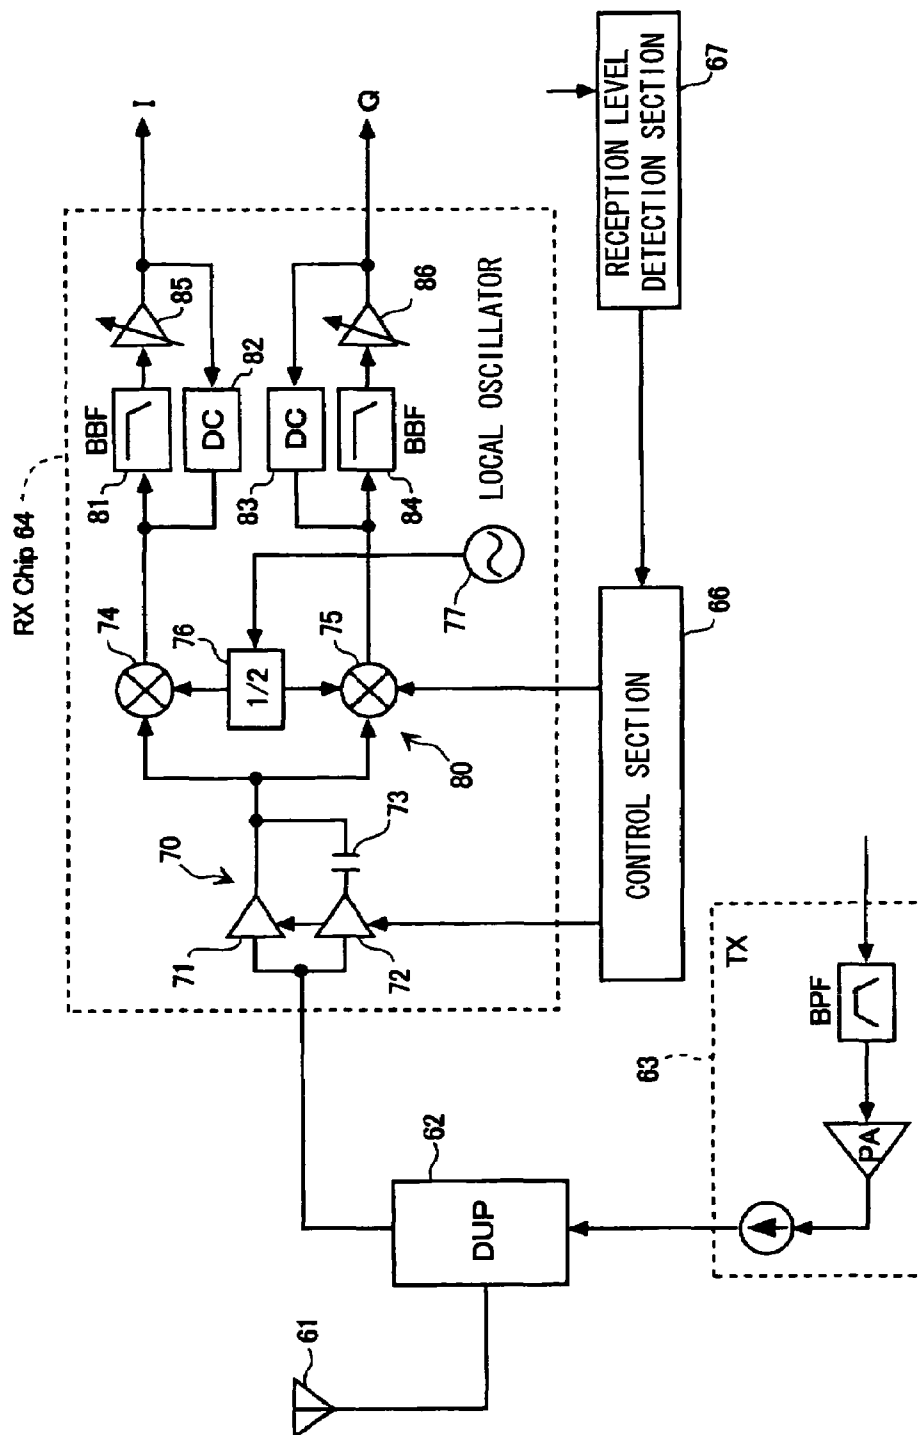 RX Chip 64
I
Q
85
86
BBF
81
DC
82
DC
83
BBF
84
LOCAL OSCILLATOR
77
74
76
1/2
75
80
70
73
71
72
RECEPTION LEVEL
DETECTION SECTION
67
CONTROL SECTION
66
TX
63
BPF
PA
62
DUP
61